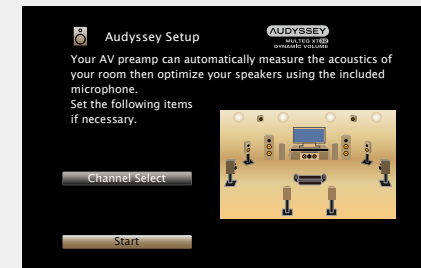 Audyssey Setup
AUDYSSEY
MULTEQ XT32
DYNAMIC VOLUME
Your AV preamp can automatically measure the acoustics of
your room then optimize your speakers using the included
microphone.
Set the following items
if necessary.
Channel Select
Start